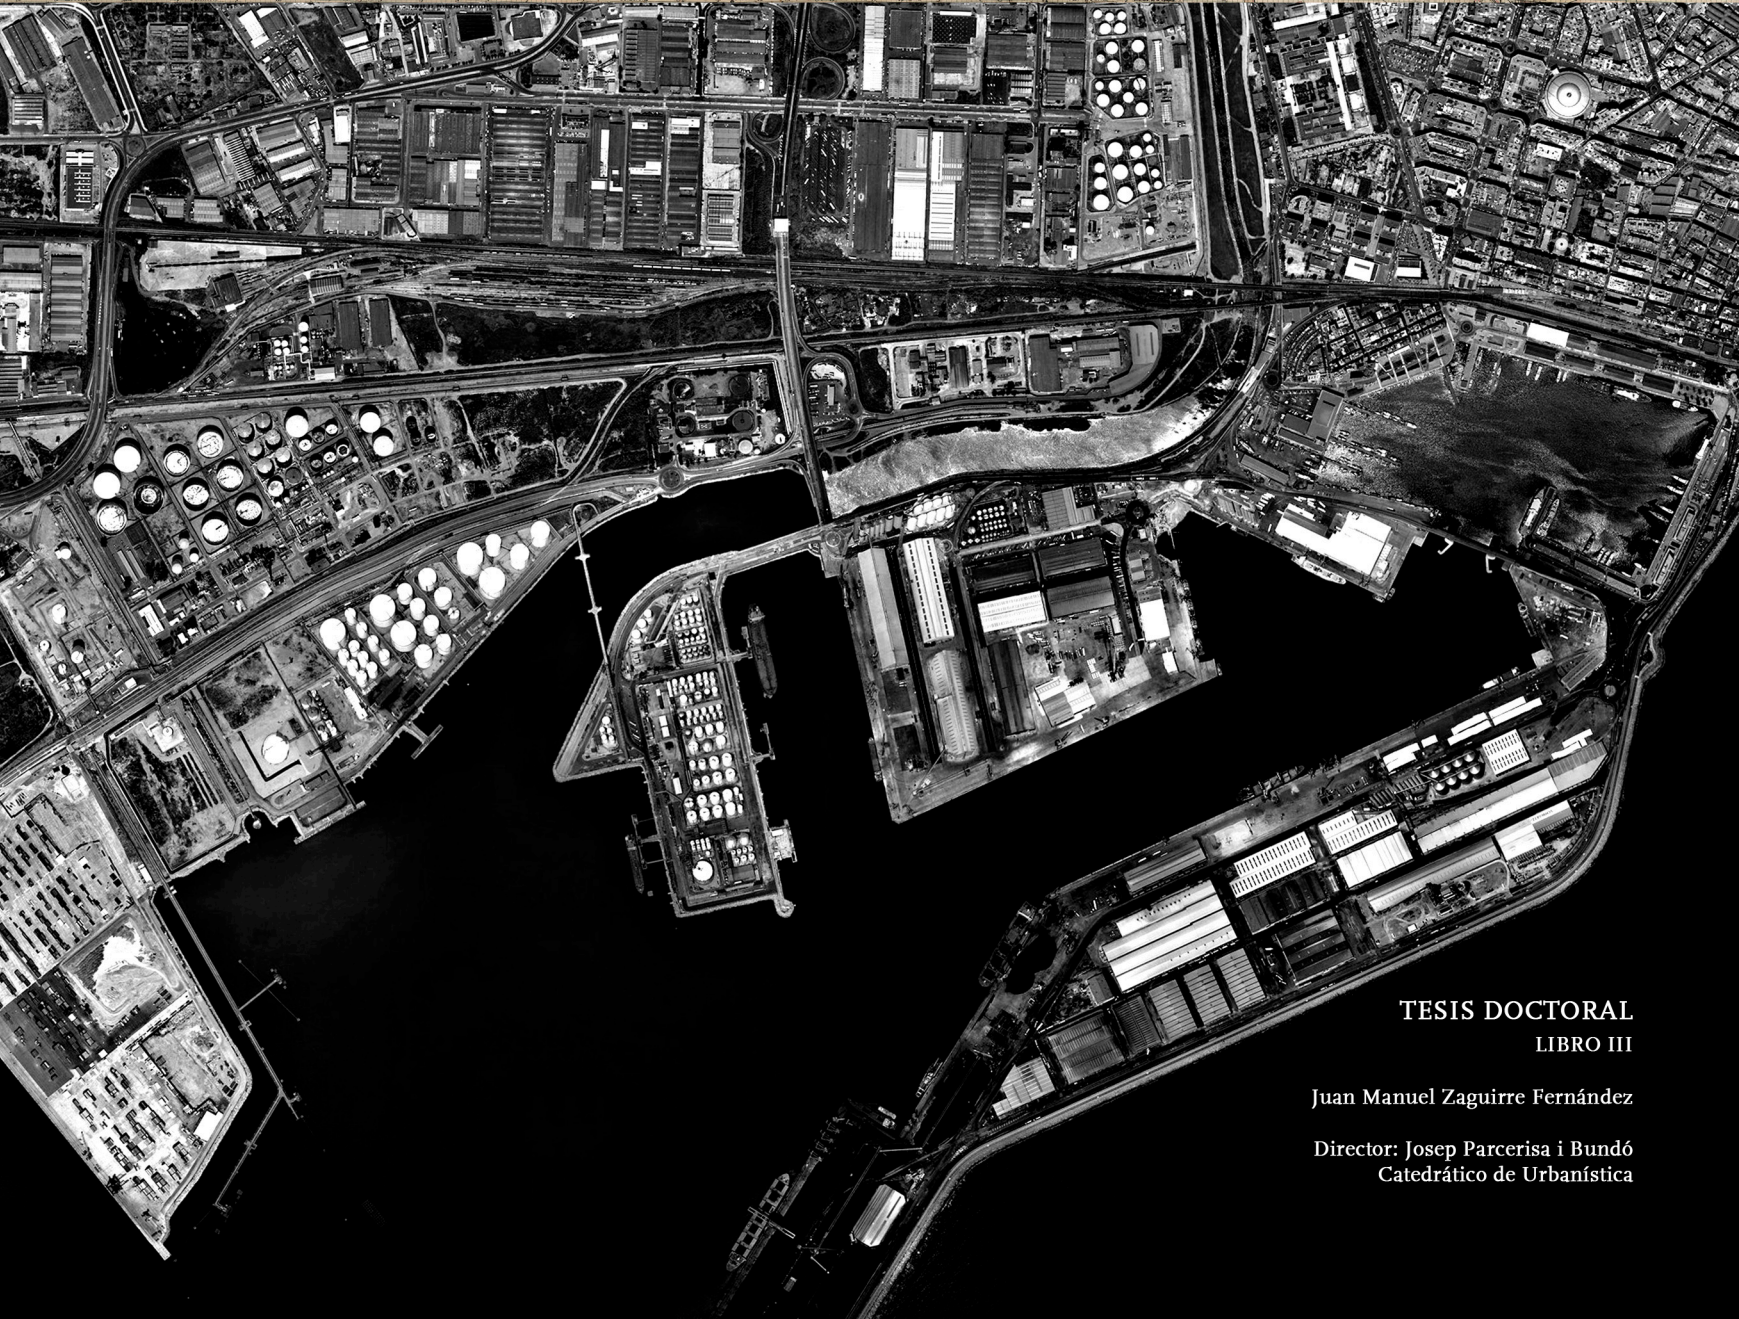 TESIS DOCTORAL
LIBRO III
Juan Manuel Zaguirre Fernández
Director: Josep Parcerisa i Bundó
Catedrático de Urbanística